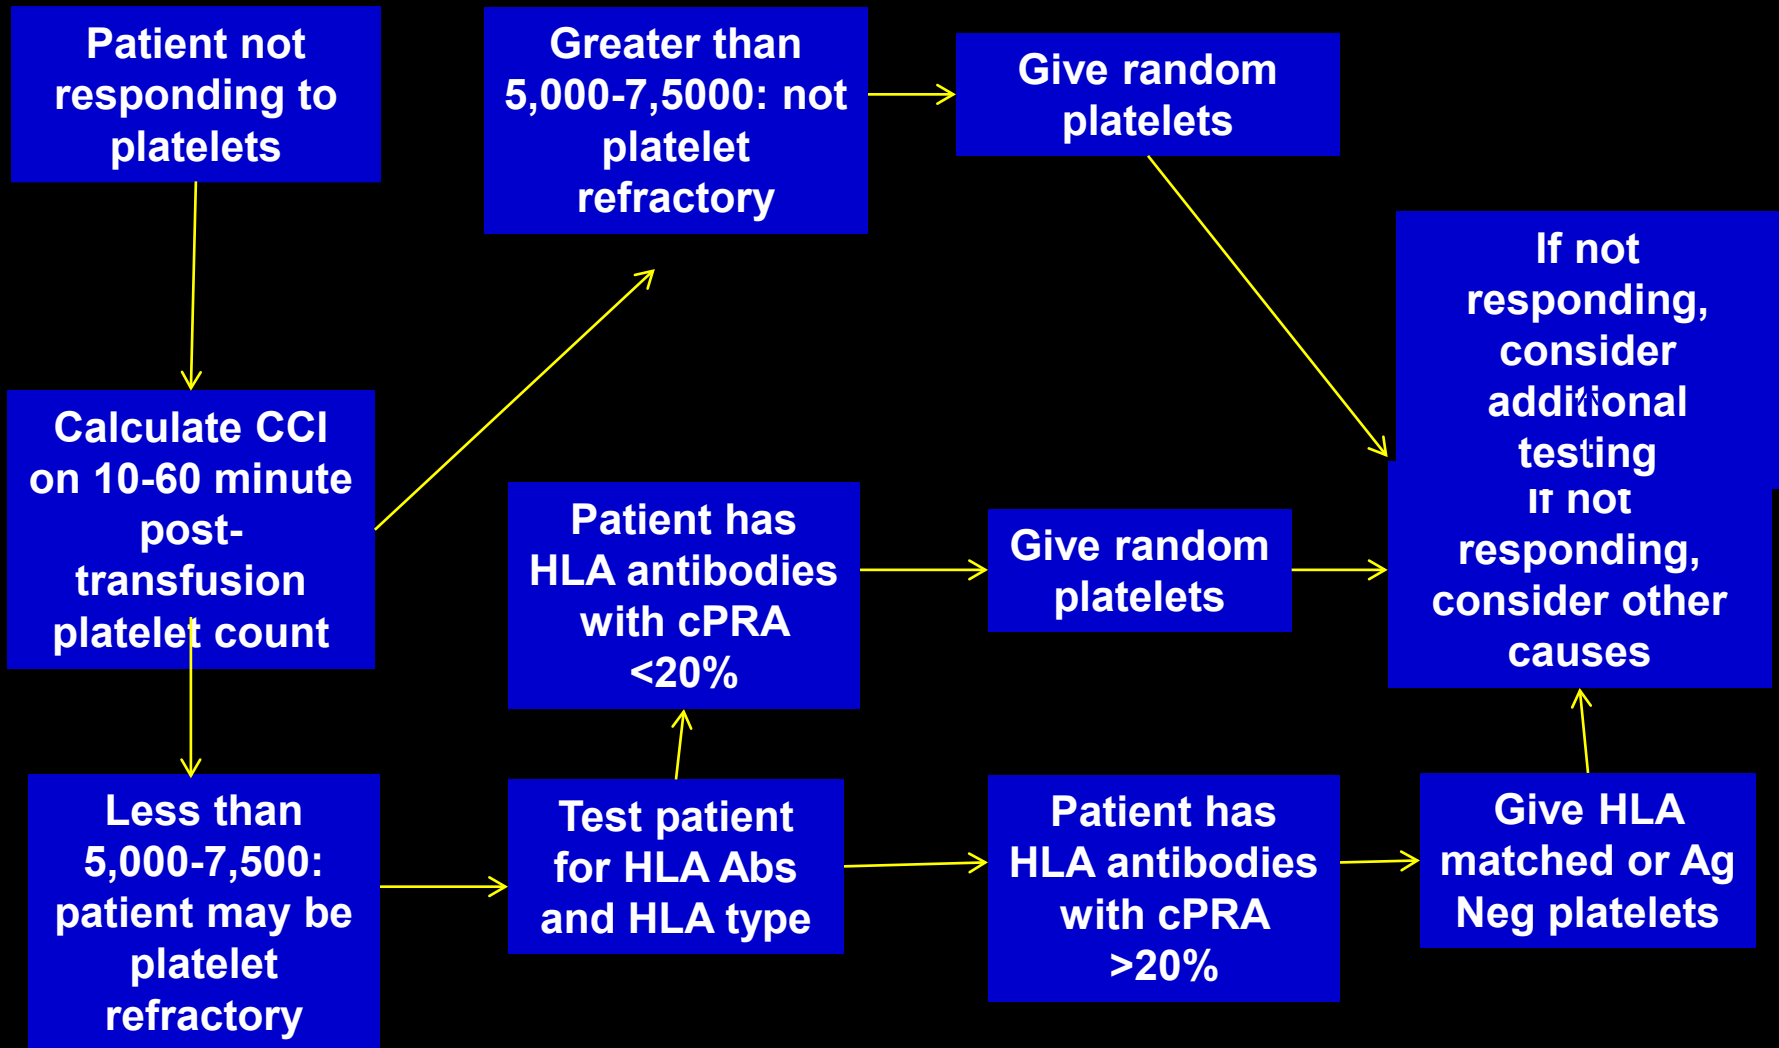 Patient not
responding to
platelets
Greater than
5,000-7,5000: not
platelet
refractory
Give random
platelets
If not
responding,
consider
additional
testing
Calculate CCI
on 10-60 minute
post-
transfusion
platelet count
Patient has
HLA antibodies
with cPRA
<20%
Give random
platelets
If not
responding,
consider other
causes
Less than
5,000-7,500:
patient may be
platelet
refractory
Test patient
for HLA Abs
and HLA type
Patient has
HLA antibodies
with cPRA
>20%
Give HLA
matched or Ag
Neg platelets